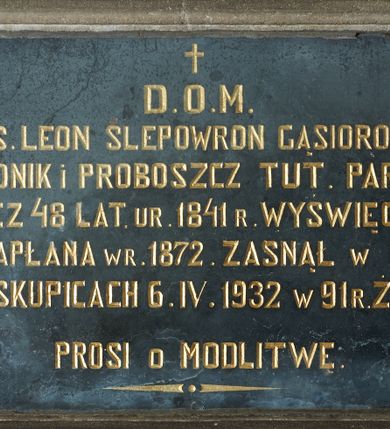 D.O.M.
S. LEON SLEPOWRON GĄSIORO
ONIK i PROBOSZCZ TUT. PAR
EZ 48 LAT. UR. 1841 R. WYŚWIĘC
APŁANA WR. 1872. ZASNĄŁ W
SKUPICACH 6. IV. 1932 W 91 R. Ż
PROSI O MODLITWĘ.